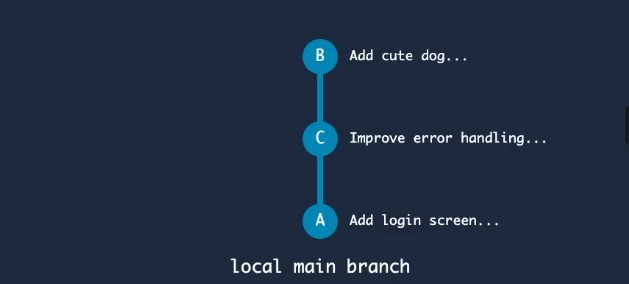 B Add cute dog...
C Improve error handling...
A Add login screen...
local main branch